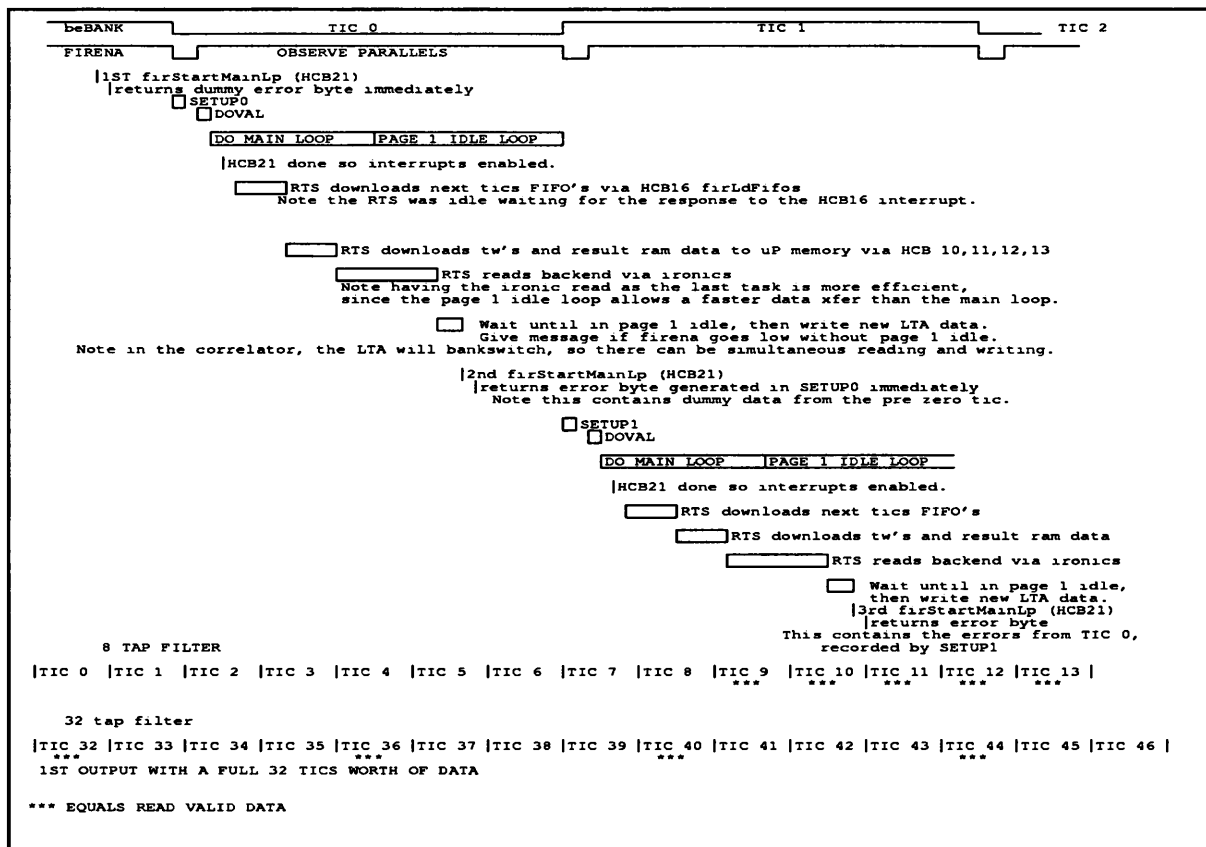 beBANK TIC 0 TIC 1 TIC 2
FIRENA OBSERVE PARALLELS
|1ST firStartMainLp (HCB21)
|returns dummy error byte immediately
SETUP0
DOVAL
DO MAIN LOOP |PAGE 1 IDLE LOOP
|HCB21 done so interrupts enabled.
RTS downloads next tics FIFO's via HCB16 firLdFifos
Note the RTS was idle waiting for the response to the HCB16 interrupt.
RTS downloads tw's and result ram data to uP memory via HCB 10,11,12,13
RTS reads backend via ironics
Note having the ironic read as the last task is more efficient,
since the page 1 idle loop allows a faster data xfer than the main loop.
Wait until in page 1 idle, then write new LTA data.
Give message if firena goes low without page 1 idle.
Note in the correlator, the LTA will bankswitch, so there can be simultaneous reading and writing.
|2nd firStartMainLp (HCB21)
|returns error byte generated in SETUP0 immediately
Note this contains dummy data from the pre zero tic.
SETUP1
DOVAL
DO MAIN LOOP |PAGE 1 IDLE LOOP
|HCB21 done so interrupts enabled.
RTS downloads next tics FIFO's
RTS downloads tw's and result ram data
RTS reads backend via ironics
Wait until in page 1 idle,
then write new LTA data.
|3rd firStartMainLp (HCB21)
|returns error byte
This contains the errors from TIC 0,
recorded by SETUP1
8 TAP FILTER
|TIC 0 |TIC 1 |TIC 2 |TIC 3 |TIC 4 |TIC 5 |TIC 6 |TIC 7 |TIC 8 |TIC 9 |TIC 10 |TIC 11 |TIC 12 |TIC 13 |
*** *** *** *** ***
32 tap filter
|TIC 32 |TIC 33 |TIC 34 |TIC 35 |TIC 36 |TIC 37 |TIC 38 |TIC 39 |TIC 40 |TIC 41 |TIC 42 |TIC 43 |TIC 44 |TIC 45 |TIC 46 |
*** *** *** ***
1ST OUTPUT WITH A FULL 32 TICS WORTH OF DATA
*** EQUALS READ VALID DATA